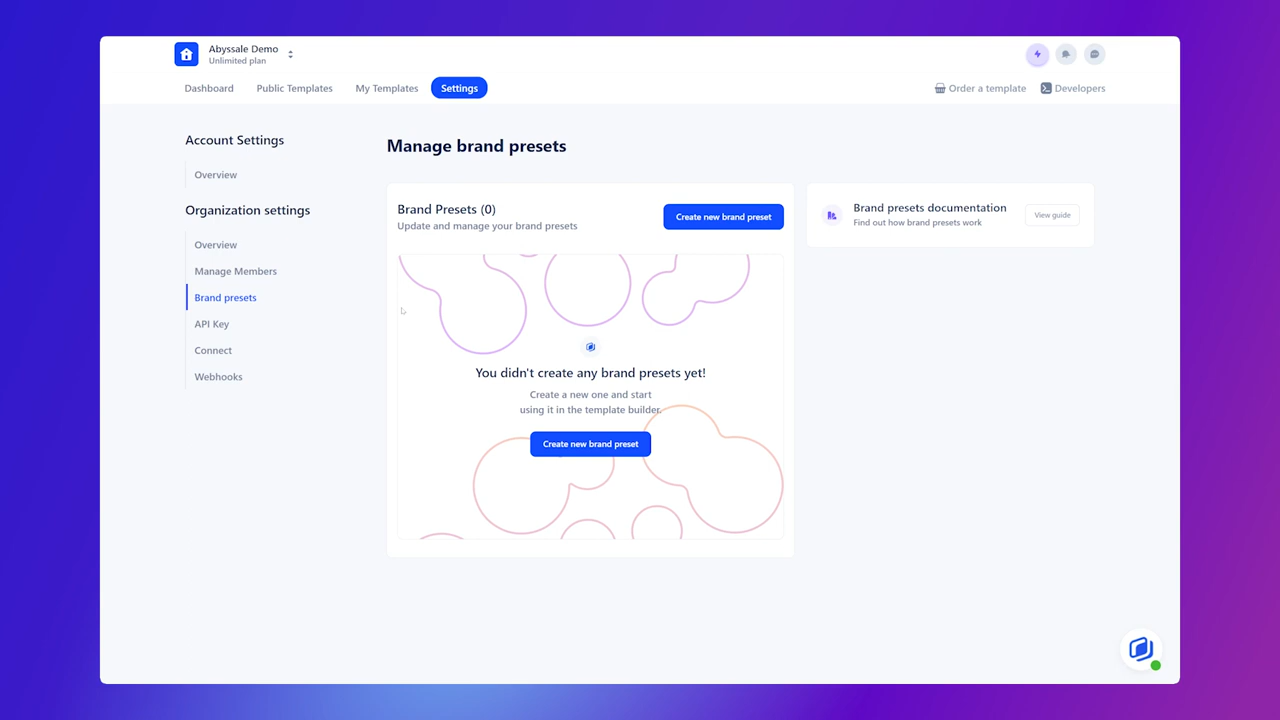 Abyssale Demo
Unlimited plan
Dashboard
Public Templates
My Templates
Settings
Order a template
Developers
Account Settings
Overview
Organization settings
Overview
Manage Members
Brand presets
API Key
Connect
Webhooks
Manage brand presets
Brand Presets (0)
Update and manage your brand presets
Create new brand preset
You didn't create any brand presets yet!
Create a new one and start
using it in the template builder.
Create new brand preset
Brand presets documentation
Find out how brand presets work
View guide